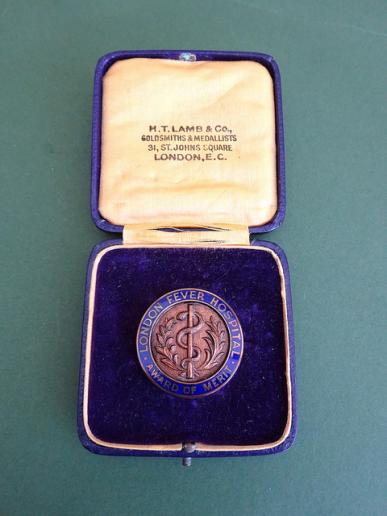 H.T. LAMB & Co.,
GOLDSMITHS & MEDALLISTS
31, ST. JOHNS SQUARE
LONDON, E.C.
LONDON FEVER HOSPITAL
· AWARD OF MERIT ·